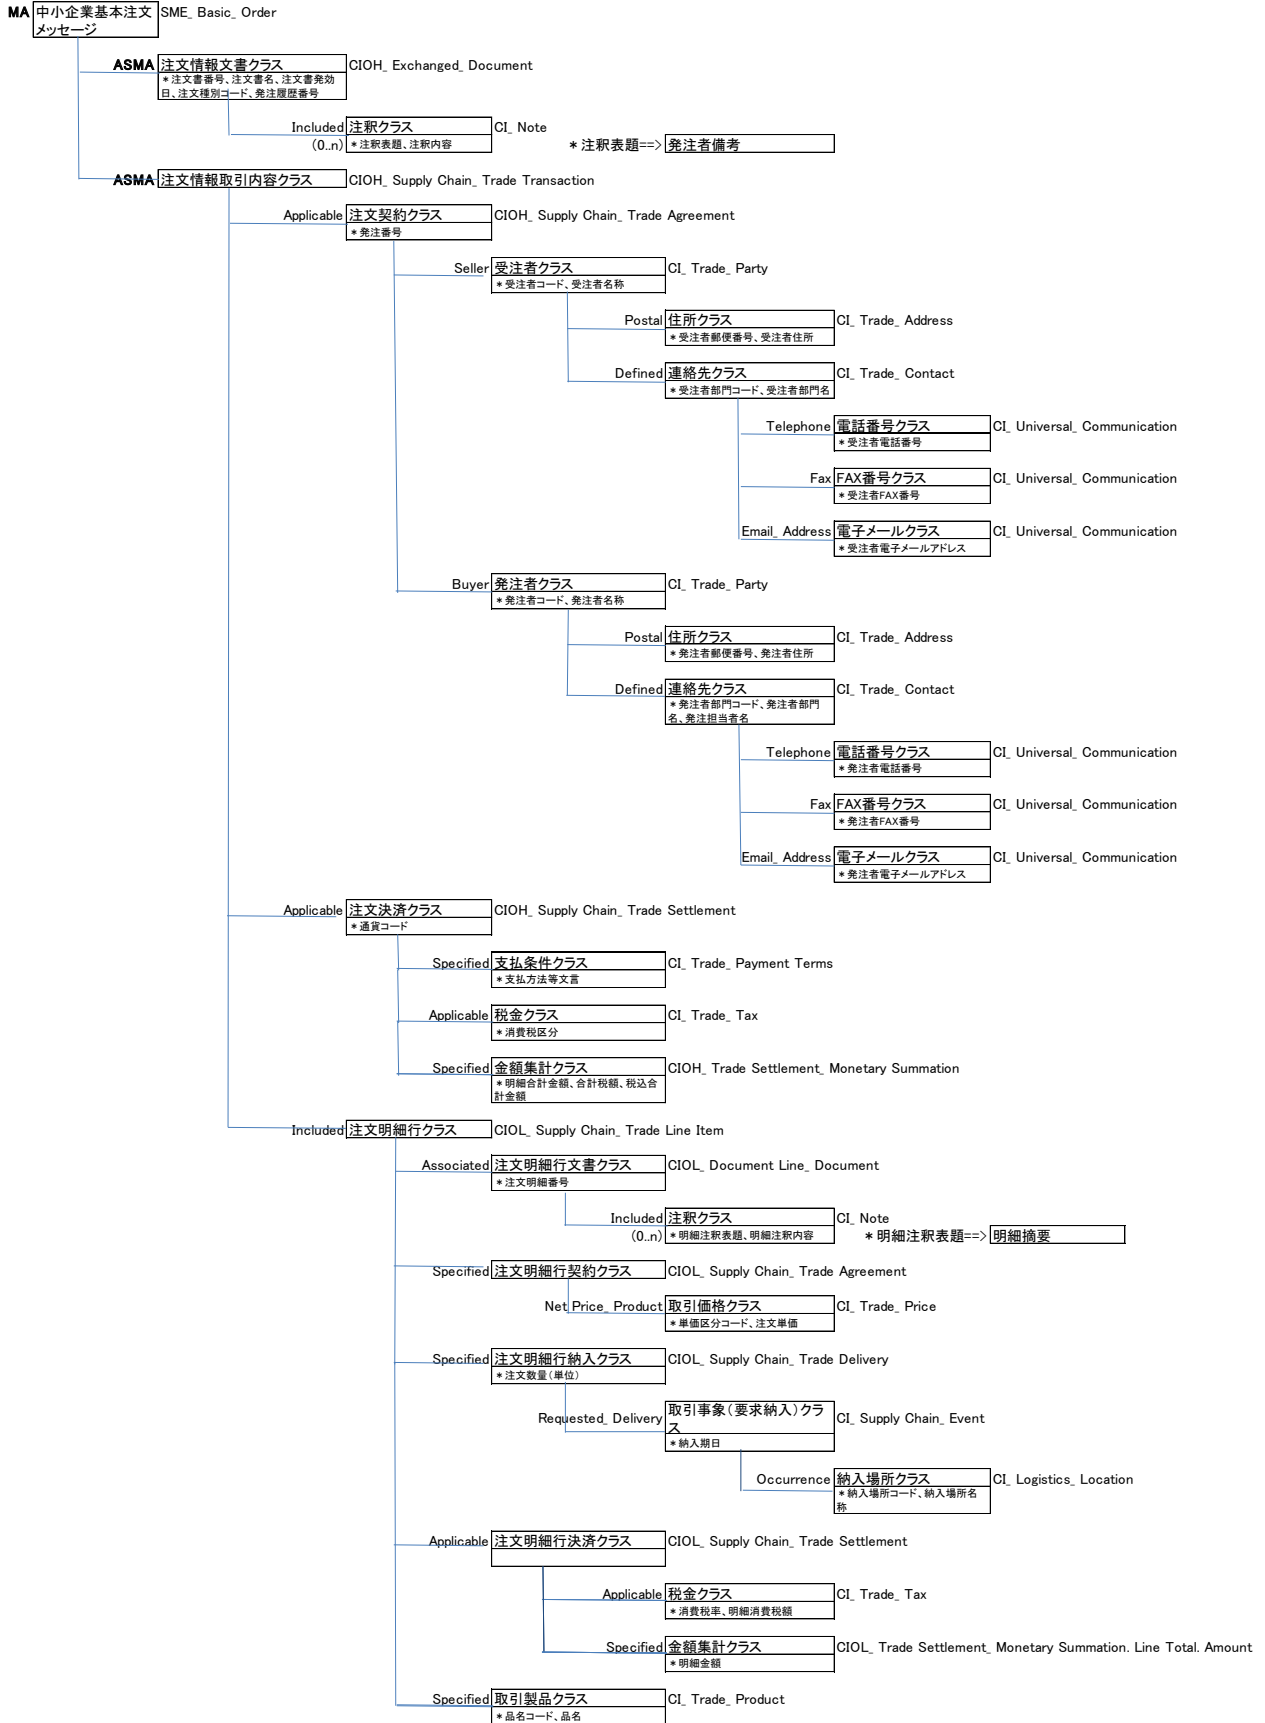 MA 中小企業基本注文 SME_ Basic_ Order
メッセージ
ASMA 注文情報文書クラス CIOH_ Exchanged_ Document
＊注文書番号、注文書名、注文書発効
日、注文種別コード、発注履歴番号
Included 注釈クラス CI_ Note
(0..n) ＊注釈表題、注釈内容 ＊注釈表題==> 発注者備考
ASMA 注文情報取引内容クラス CIOH_ Supply Chain_ Trade Transaction
Applicable 注文契約クラス CIOH_ Supply Chain_ Trade Agreement
＊発注番号
Seller 受注者クラス CI_ Trade_ Party
＊受注者コード、受注者名称
Postal 住所クラス CI_ Trade_ Address
＊受注者郵便番号、受注者住所
Defined 連絡先クラス CI_ Trade_ Contact
＊受注者部門コード、受注者部門名
Telephone 電話番号クラス CI_ Universal_ Communication
＊受注者電話番号
Fax FAX番号クラス CI_ Universal_ Communication
＊受注者FAX番号
Email_ Address 電子メールクラス CI_ Universal_ Communication
＊受注者電子メールアドレス
Buyer 発注者クラス CI_ Trade_ Party
＊発注者コード、発注者名称
Postal 住所クラス CI_ Trade_ Address
＊発注者郵便番号、発注者住所
Defined 連絡先クラス CI_ Trade_ Contact
＊発注者部門コード、発注者部門
名、発注担当者名
Telephone 電話番号クラス CI_ Universal_ Communication
＊発注者電話番号
Fax FAX番号クラス CI_ Universal_ Communication
＊発注者FAX番号
Email_ Address 電子メールクラス CI_ Universal_ Communication
＊発注者電子メールアドレス
Applicable 注文決済クラス CIOH_ Supply Chain_ Trade Settlement
＊通貨コード
Specified 支払条件クラス CI_ Trade_ Payment Terms
＊支払方法等文言
Applicable 税金クラス CI_ Trade_ Tax
＊消費税区分
Specified 金額集計クラス CIOH_ Trade Settlement_ Monetary Summation
＊明細合計金額、合計税額、税込合
計金額
Included 注文明細行クラス CIOL_ Supply Chain_ Trade Line Item
Associated 注文明細行文書クラス CIOL_ Document Line_ Document
＊注文明細番号
Included 注釈クラス CI_ Note
(0..n) ＊明細注釈表題、明細注釈内容 ＊明細注釈表題==> 明細摘要
Specified 注文明細行契約クラス CIOL_ Supply Chain_ Trade Agreement
Net Price_ Product 取引価格クラス CI_ Trade_ Price
＊単価区分コード、注文単価
Specified 注文明細行納入クラス CIOL_ Supply Chain_ Trade Delivery
＊注文数量（単位）
Requested_ Delivery 取引事象（要求納入）クラ CI_ Supply Chain_ Event
ス
＊納入期日
Occurrence 納入場所クラス CI_ Logistics_ Location
＊納入場所コード、納入場所名
称
Applicable 注文明細行決済クラス CIOL_ Supply Chain_ Trade Settlement
Applicable 税金クラス CI_ Trade_ Tax
＊消費税率、明細消費税額
Specified 金額集計クラス CIOL_ Trade Settlement_ Monetary Summation. Line Total. Amount
＊明細金額
Specified 取引製品クラス CI_ Trade_ Product
＊品名コード、品名